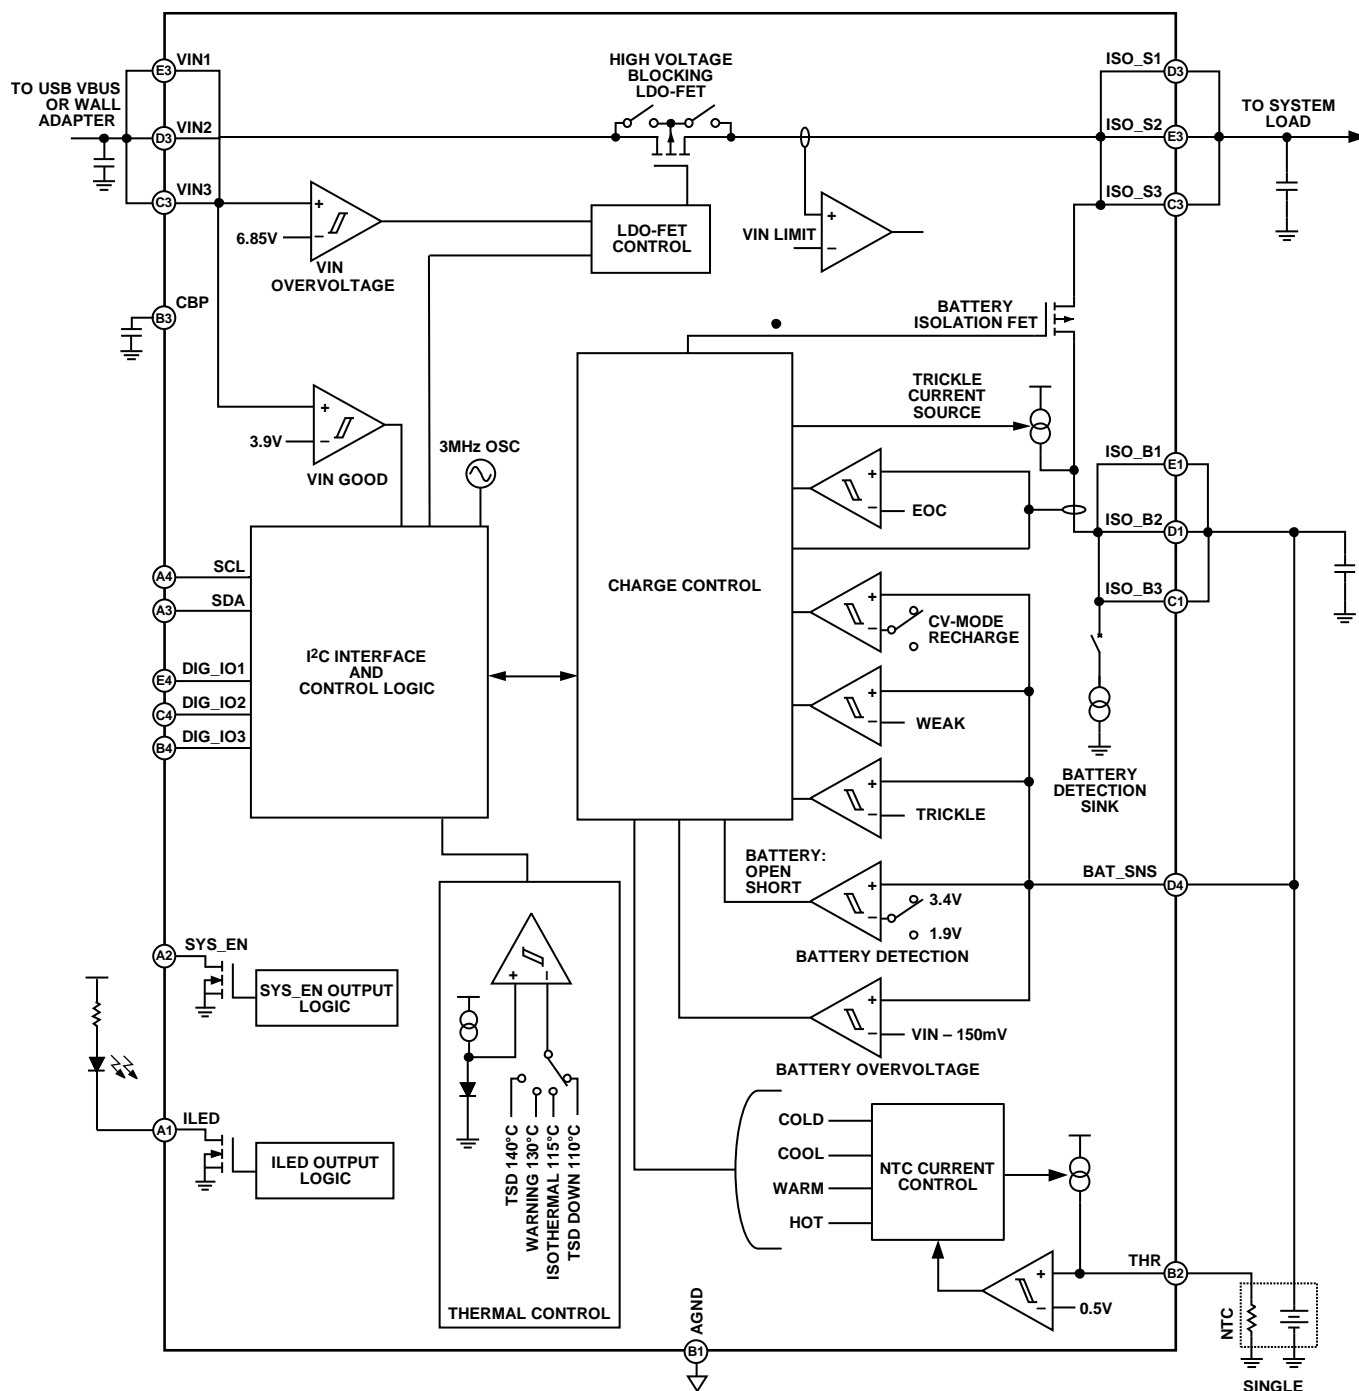 HIGH VOLTAGE
BLOCKING
LDO-FET
TO USB VBUS
OR WALL
ADAPTER
E3 VIN1
D3 VIN2
C3 VIN3
ISO_S1 D3
ISO_S2 E3
ISO_S3 C3
TO SYSTEM
LOAD
+
–
6.85V
VIN
OVERVOLTAGE
LDO-FET
CONTROL
VIN LIMIT
+
–
B3 CBP
BATTERY
ISOLATION FET
+
–
3.9V
VIN GOOD
3MHz OSC
TRICKLE
CURRENT
SOURCE
CHARGE CONTROL
+
–
EOC
ISO_B1 E1
ISO_B2 D1
ISO_B3 C1
A4 SCL
A3 SDA
E4 DIG_IO1
C4 DIG_IO2
B4 DIG_IO3
I2C INTERFACE
AND
CONTROL LOGIC
+
–
CV-MODE
RECHARGE
+
–
WEAK
+
–
TRICKLE
BATTERY
DETECTION
SINK
BATTERY:
OPEN
SHORT
+
–
3.4V
1.9V
BATTERY DETECTION
BAT_SNS D4
+
–
VIN – 150mV
BATTERY OVERVOLTAGE
A2 SYS_EN
SYS_EN OUTPUT
LOGIC
A1 ILED
ILED OUTPUT
LOGIC
+ –
TSD 140°C
WARNING 130°C
ISOTHERMAL 115°C
TSD DOWN 110°C
THERMAL CONTROL
COLD
COOL
WARM
HOT
NTC CURRENT
CONTROL
+
–
0.5V
THR B2
NTC
AGND
B1
SINGLE